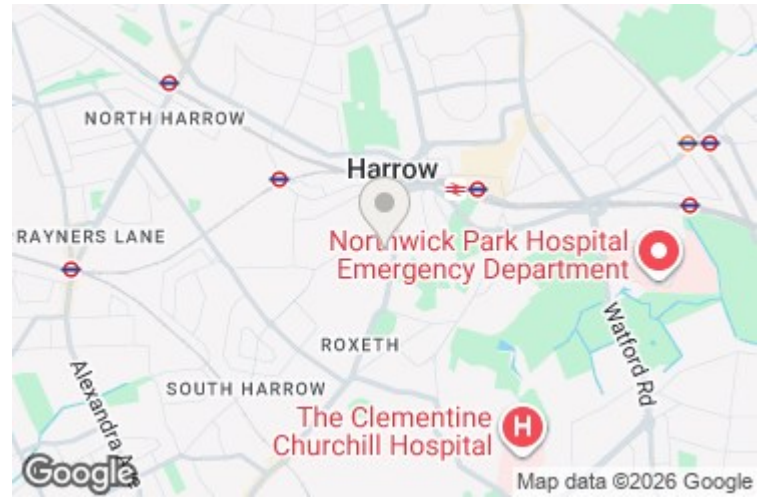 NORTH HARROW
Harrow
RAYNERS LANE
Northwick Park Hospital
Emergency Department
Watford Rd
ROXETH
Alexandra Ave
SOUTH HARROW
The Clementine
Churchill Hospital
H
Google
Map data ©2026 Google